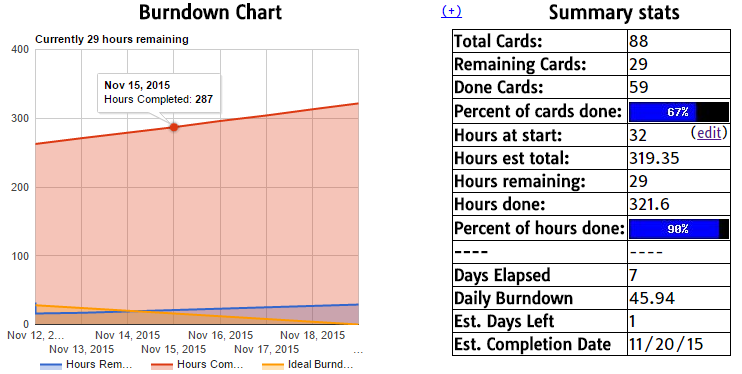 Burndown Chart
Currently 29 hours remaining
400
300
200
100
0
Nov 15, 2015
Hours Completed: 287
Nov 12, 2...
Nov 13, 2015
Nov 14, 2015
Nov 15, 2015
Nov 16, 2015
Nov 17, 2015
Nov 18, 2015
...
Hours Rem...
Hours Com...
Ideal Burnd...
(+)
Summary stats
Total Cards: 88
Remaining Cards: 29
Done Cards: 59
Percent of cards done: 67%
Hours at start: 32 (edit)
Hours est total: 319.35
Hours remaining: 29
Hours done: 321.6
Percent of hours done: 90%
---- ----
Days Elapsed 7
Daily Burndown 45.94
Est. Days Left 1
Est. Completion Date 11/20/15